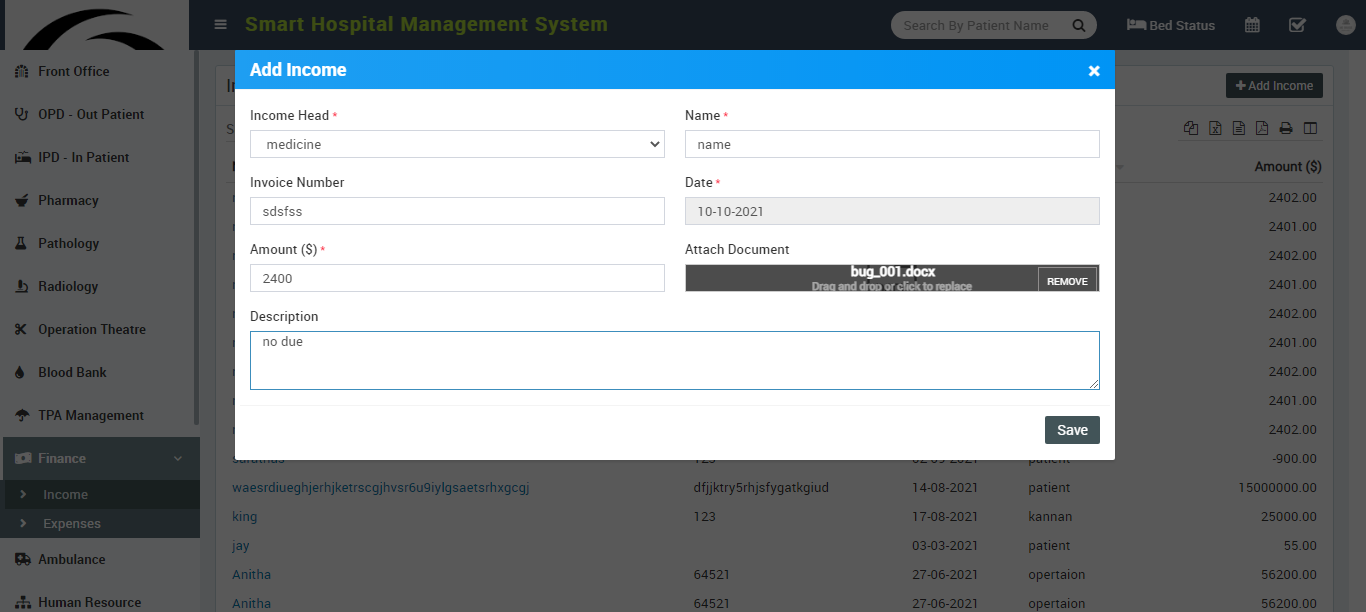 Smart Hospital Management System
Search By Patient Name
Bed Status
Front Office
OPD - Out Patient
IPD - In Patient
Pharmacy
Pathology
Radiology
Operation Theatre
Blood Bank
TPA Management
Finance
Income
Expenses
Ambulance
Human Resource
Add Income
Add Income
Income Head *
medicine
Name *
name
Invoice Number
sdsfss
Date *
10-10-2021
Amount ($) *
2400
Attach Document
bug_001.docx
Drag and drop or click to replace
REMOVE
Description
no due
Save
Amount ($)
2402.00
2401.00
2402.00
2401.00
2402.00
2401.00
2402.00
2401.00
2402.00
123 02-09-2021 patient -900.00
waesrdiueghjerhjketrscgjhvsr6u9iylgsaetsrhxgcgj dfjjktry5rhjsfygatkgiud 14-08-2021 patient 15000000.00
king 123 17-08-2021 kannan 25000.00
jay 03-03-2021 patient 55.00
Anitha 64521 27-06-2021 opertaion 56200.00
Anitha 64521 27-06-2021 opertaion 56200.00